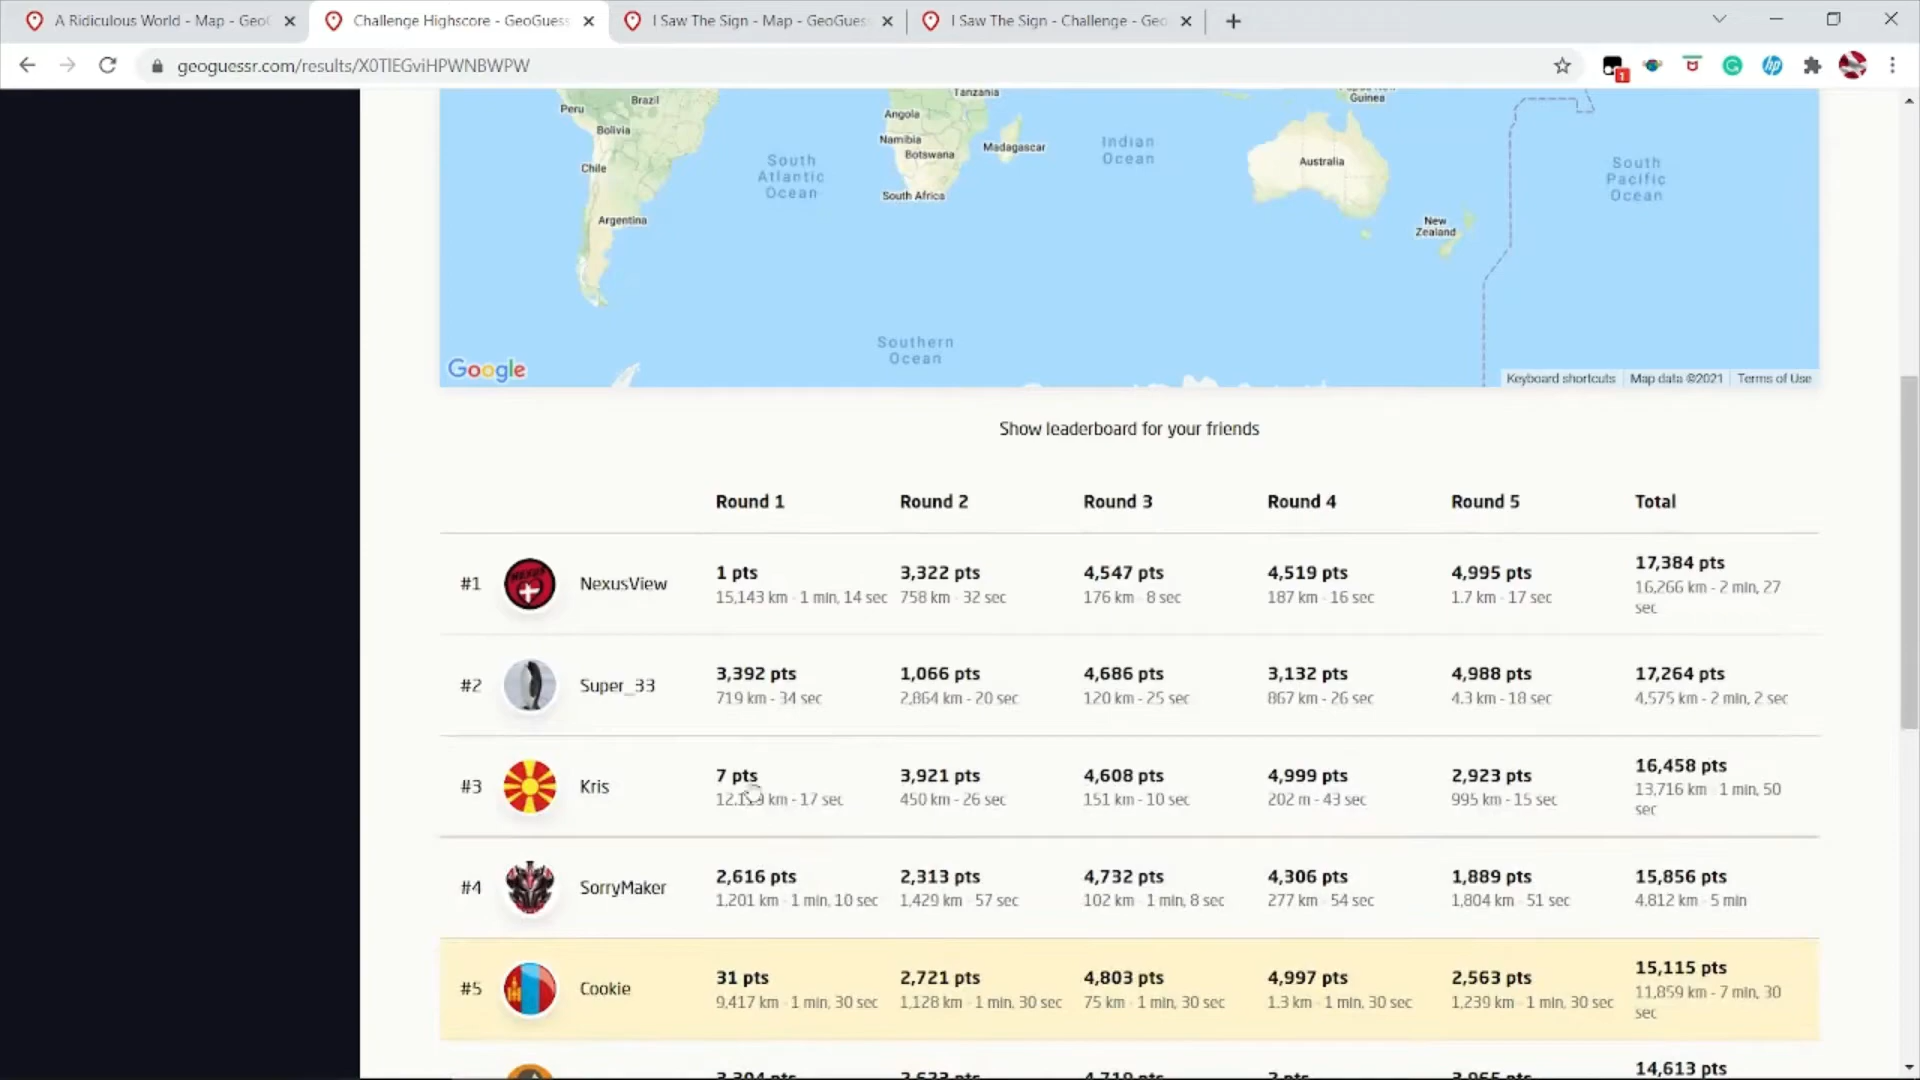 A Ridiculous World - Map - Geo
Challenge Highscore - GeoGuess
I Saw The Sign - Map - GeoGues
I Saw The Sign - Challenge - Geo
geoguessr.com/results/X0TlEGviHPWNBWPW
1
Brazil
Peru
Bolivia
Chile
Argentina
South
Atlantic
Ocean
Tanzania
Angola
Namibia
Botswana
Madagascar
South Africa
Indian
Ocean
Guinea
Australia
New
Zealand
South
Pacific
Ocean
Southern
Ocean
Google
Keyboard shortcuts
Map data ©2021
Terms of Use
Show leaderboard for your friends
Round 1 Round 2 Round 3 Round 4 Round 5 Total
#1 NexusView 1 pts 3,322 pts 4,547 pts 4,519 pts 4,995 pts 17,384 pts
15,143 km - 1 min, 14 sec 758 km - 32 sec 176 km - 8 sec 187 km - 16 sec 1.7 km - 17 sec 16,266 km - 2 min, 27
sec
#2 Super_33 3,392 pts 1,066 pts 4,686 pts 3,132 pts 4,988 pts 17,264 pts
719 km - 34 sec 2,864 km - 20 sec 120 km - 25 sec 867 km - 26 sec 4.3 km - 18 sec 4,575 km - 2 min, 2 sec
#3 Kris 7 pts 3,921 pts 4,608 pts 4,999 pts 2,923 pts 16,458 pts
km - 17 sec 450 km - 26 sec 151 km - 10 sec 202 m - 43 sec 995 km - 15 sec 13,716 km - 1 min, 50
sec
#4 SorryMaker 2,616 pts 2,313 pts 4,732 pts 4,306 pts 1,889 pts 15,856 pts
1,201 km - 1 min, 10 sec 1,429 km - 57 sec 102 km - 1 min, 8 sec 277 km - 54 sec 1,804 km - 51 sec 4,812 km - 5 min
#5 Cookie 31 pts 2,721 pts 4,803 pts 4,997 pts 2,563 pts 15,115 pts
9,417 km - 1 min, 30 sec 1,128 km - 1 min, 30 sec 75 km - 1 min, 30 sec 1.3 km - 1 min, 30 sec 1,239 km - 1 min, 30 sec 11,859 km - 7 min, 30
sec
14,613 pts